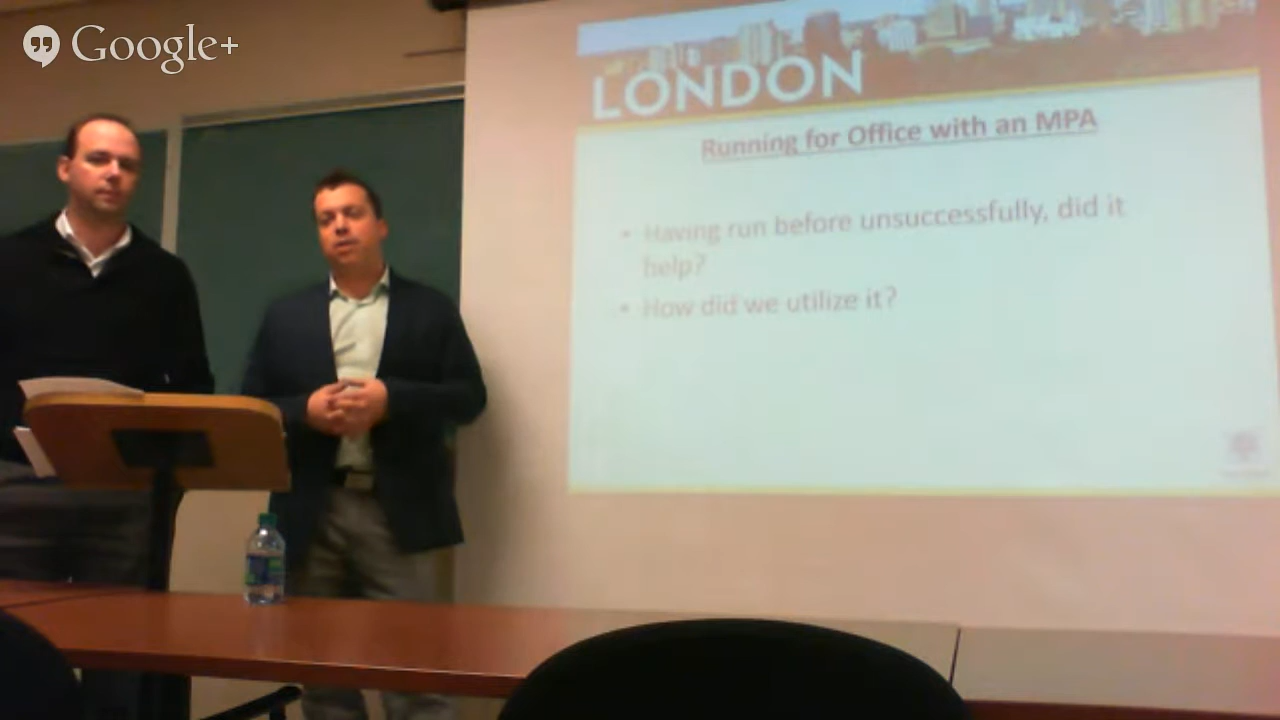 Google+
LONDON
Running for Office with an MPA
• Having run before unsuccessfully, did it
help?
• How did we utilize it?